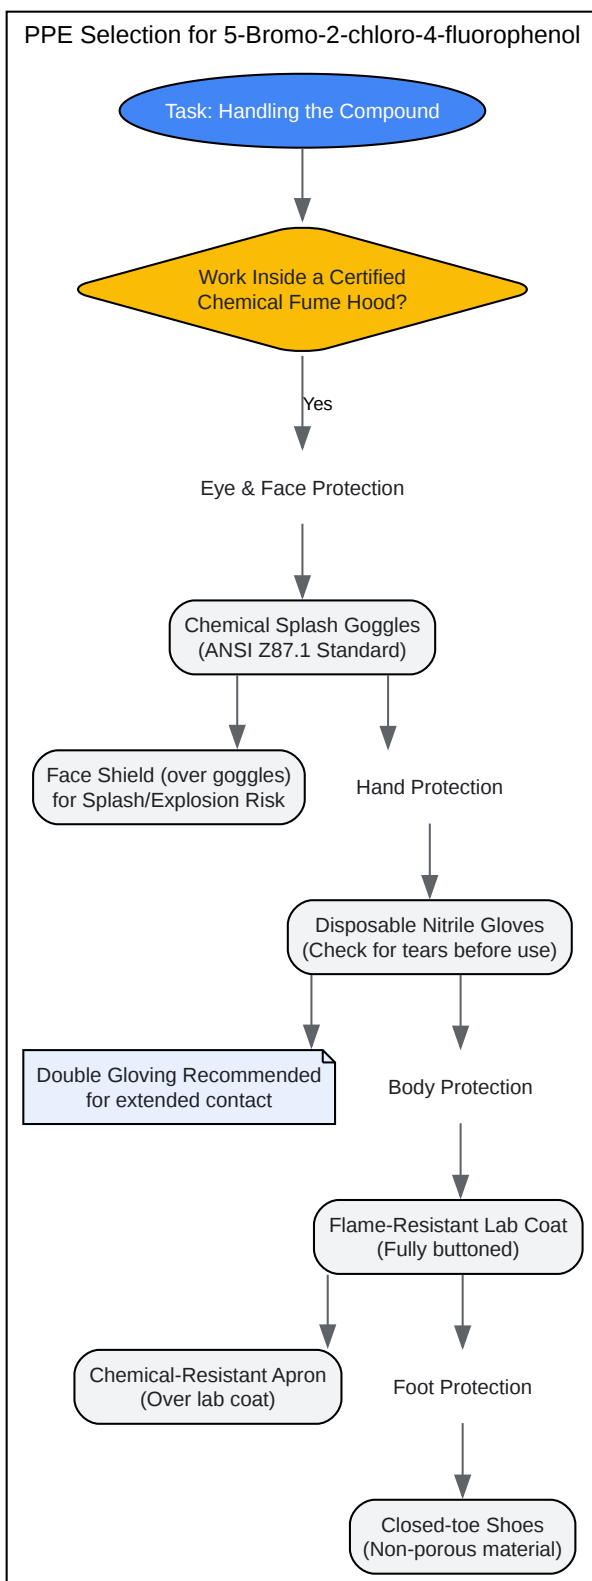 PPE Selection for 5-Bromo-2-chloro-4-fluorophenol
Task: Handling the Compound
Work Inside a Certified
Chemical Fume Hood?
Yes
Eye & Face Protection
Chemical Splash Goggles
(ANSI Z87.1 Standard)
Face Shield (over goggles)
for Splash/Explosion Risk
Hand Protection
Disposable Nitrile Gloves
(Check for tears before use)
Double Gloving Recommended
for extended contact
Body Protection
Flame-Resistant Lab Coat
(Fully buttoned)
Chemical-Resistant Apron
(Over lab coat)
Foot Protection
Closed-toe Shoes
(Non-porous material)